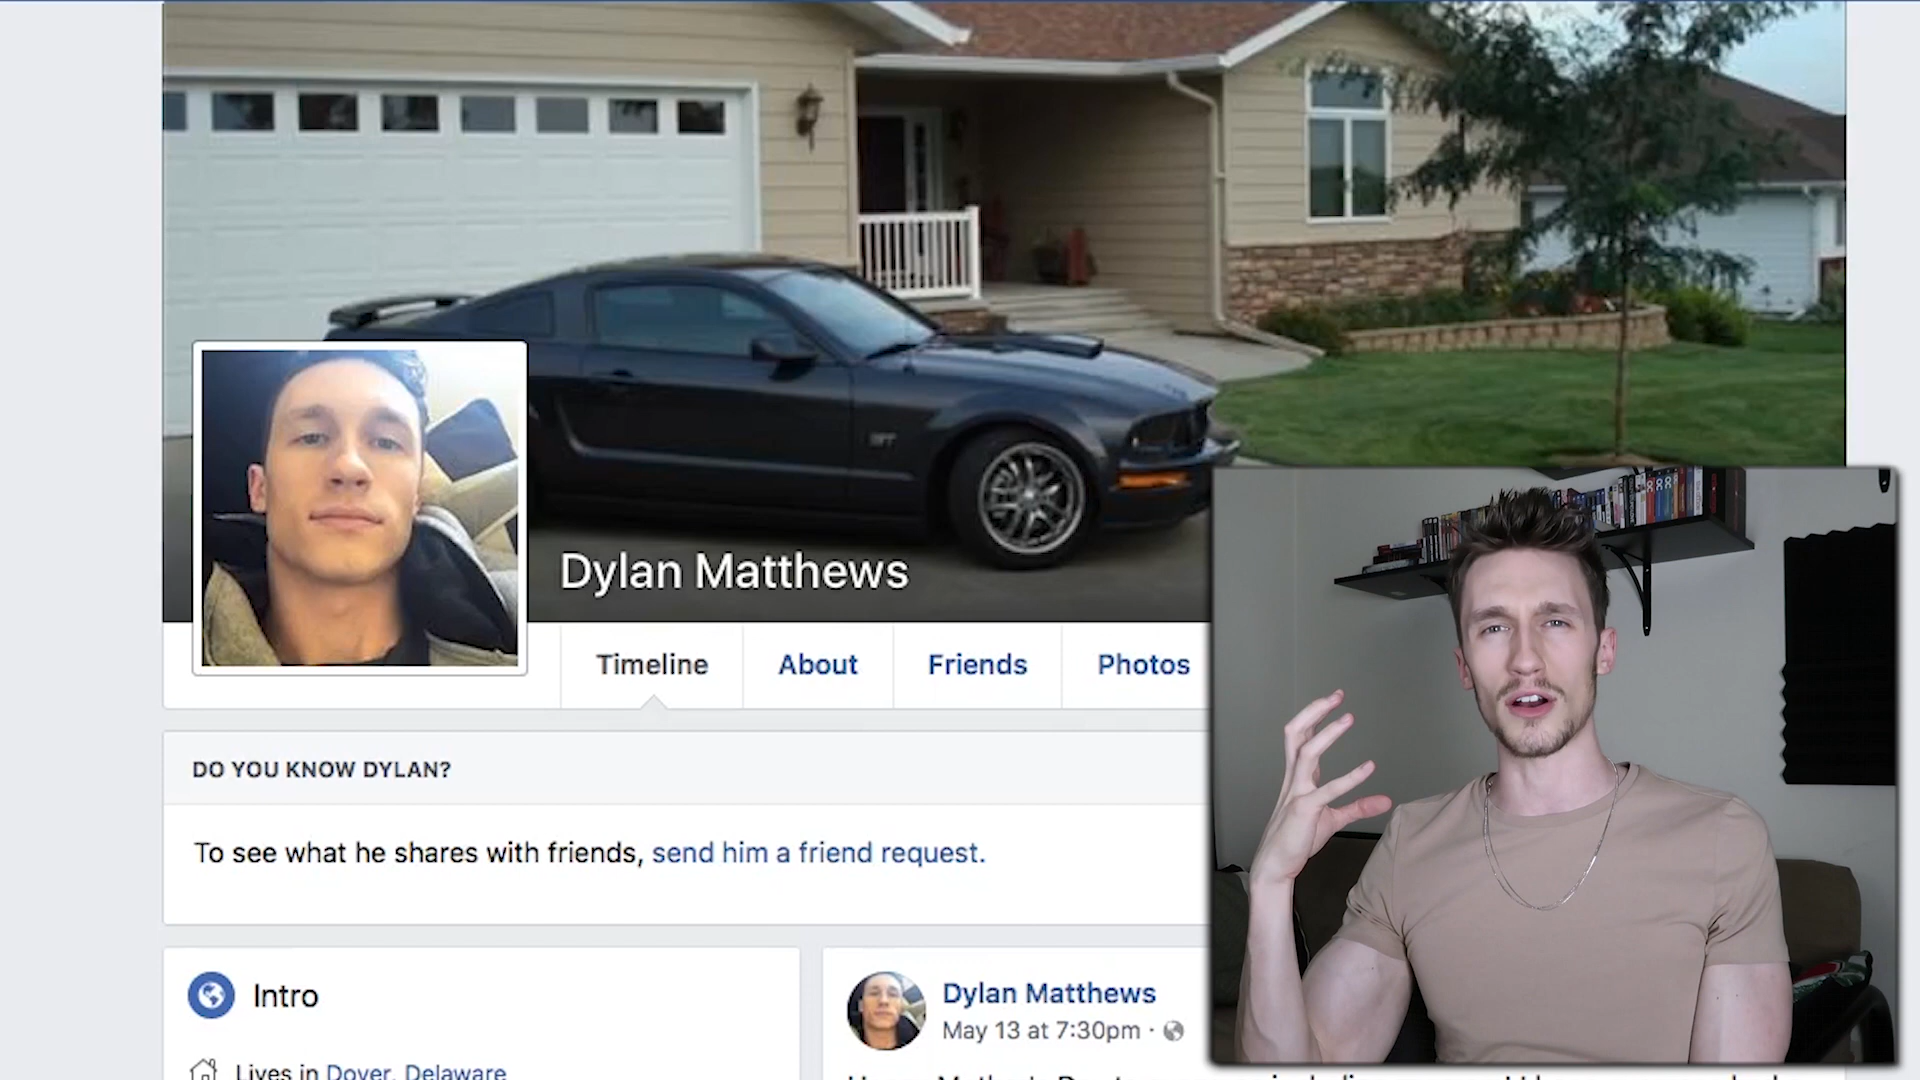 Dylan Matthews
Timeline
About
Friends
Photos
DO YOU KNOW DYLAN?
To see what he shares with friends, send him a friend request.
Intro
Lives in Dover, Delaware
Dylan Matthews
May 13 at 7:30pm ·